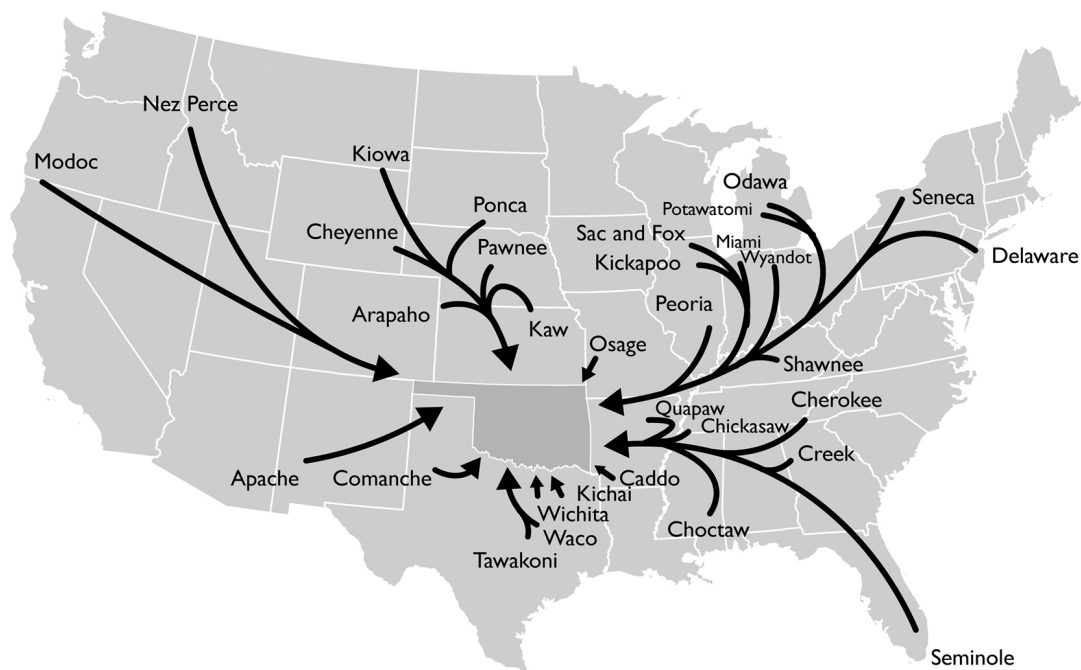 Nez Perce
Modoc
Kiowa
Ponca
Cheyenne
Pawnee
Arapaho
Kaw
Osage
Odawa
Potawatomi
Seneca
Sac and Fox
Miami
Kickapoo
Wyandot
Delaware
Peoria
Shawnee
Cherokee
Quapaw
Chickasaw
Creek
Apache
Comanche
Caddo
Kichai
Wichita
Waco
Tawakoni
Choctaw
Seminole